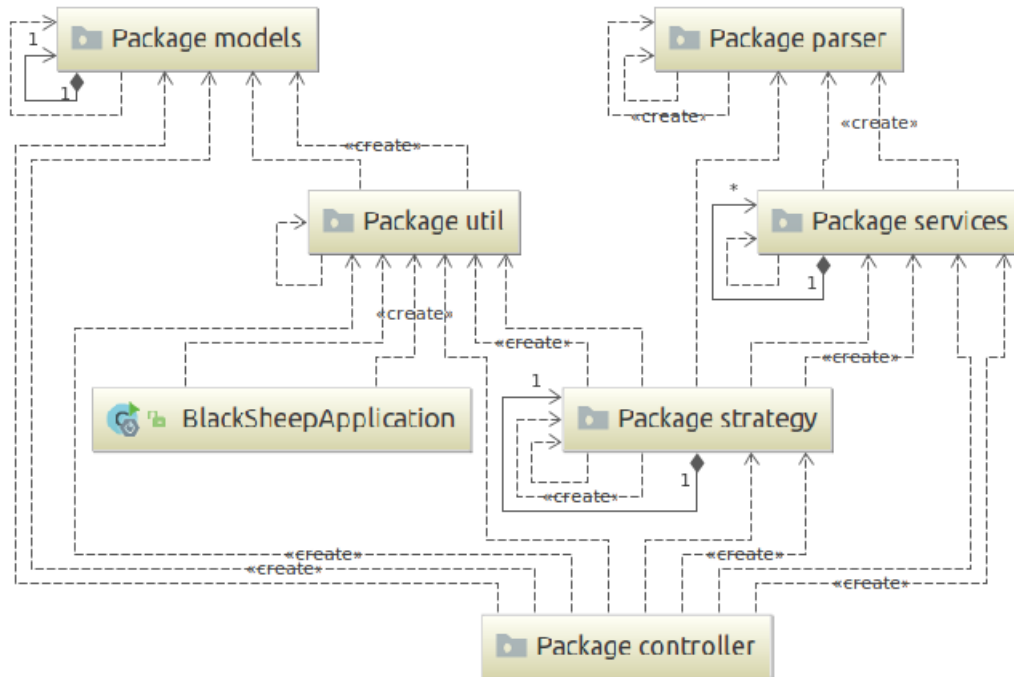 Package models
Package parser
1
1
«create»
«create»
«create»
Package util
*
Package services
1
«create»
«create»
«create»
1
BlackSheepApplication
Package strategy
1
«create»
«create»
«create»
«create»
«create»
Package controller